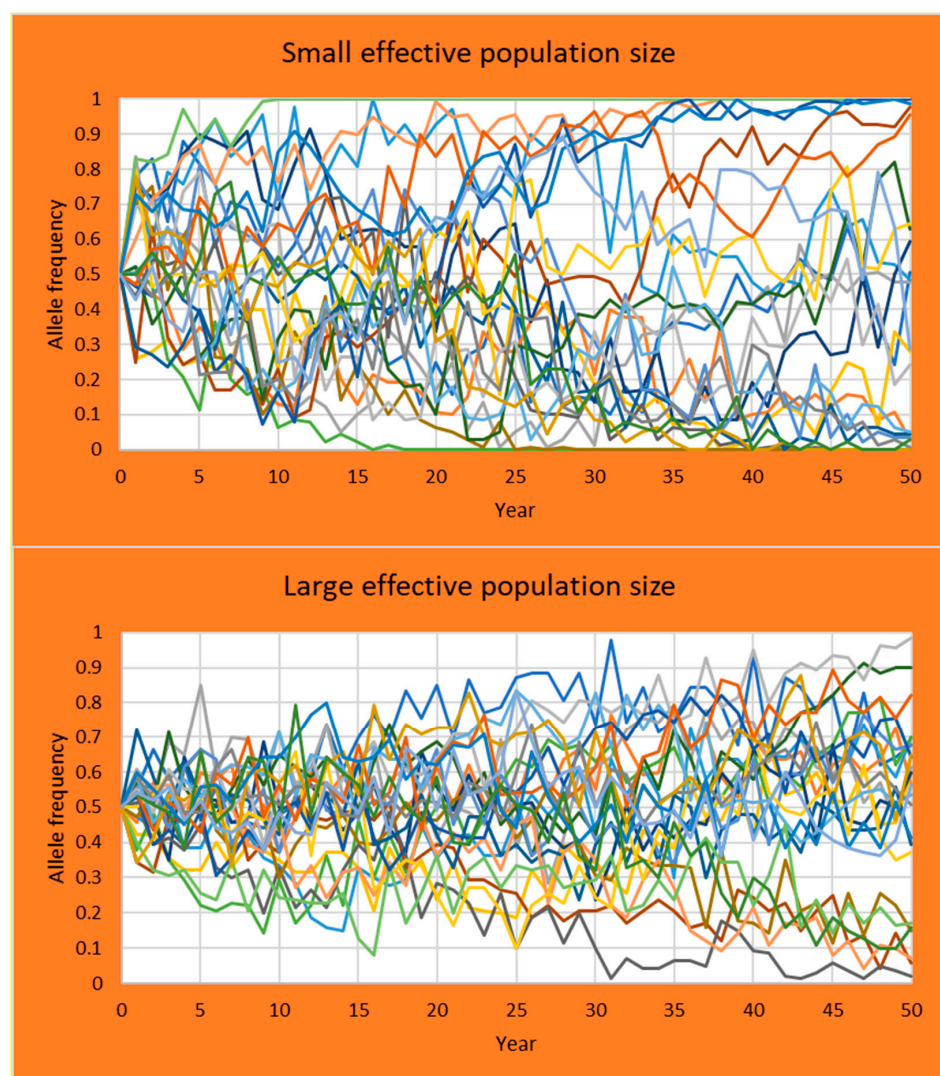 Small effective population size
1
0.9
0.8
0.7
0.6
0.5
0.4
0.3
0.2
0.1
0
Allele frequency
0 5 10 15 20 25 30 35 40 45 50
Year
Large effective population size
1
0.9
0.8
0.7
0.6
0.5
0.4
0.3
0.2
0.1
0
Allele frequency
0 5 10 15 20 25 30 35 40 45 50
Year